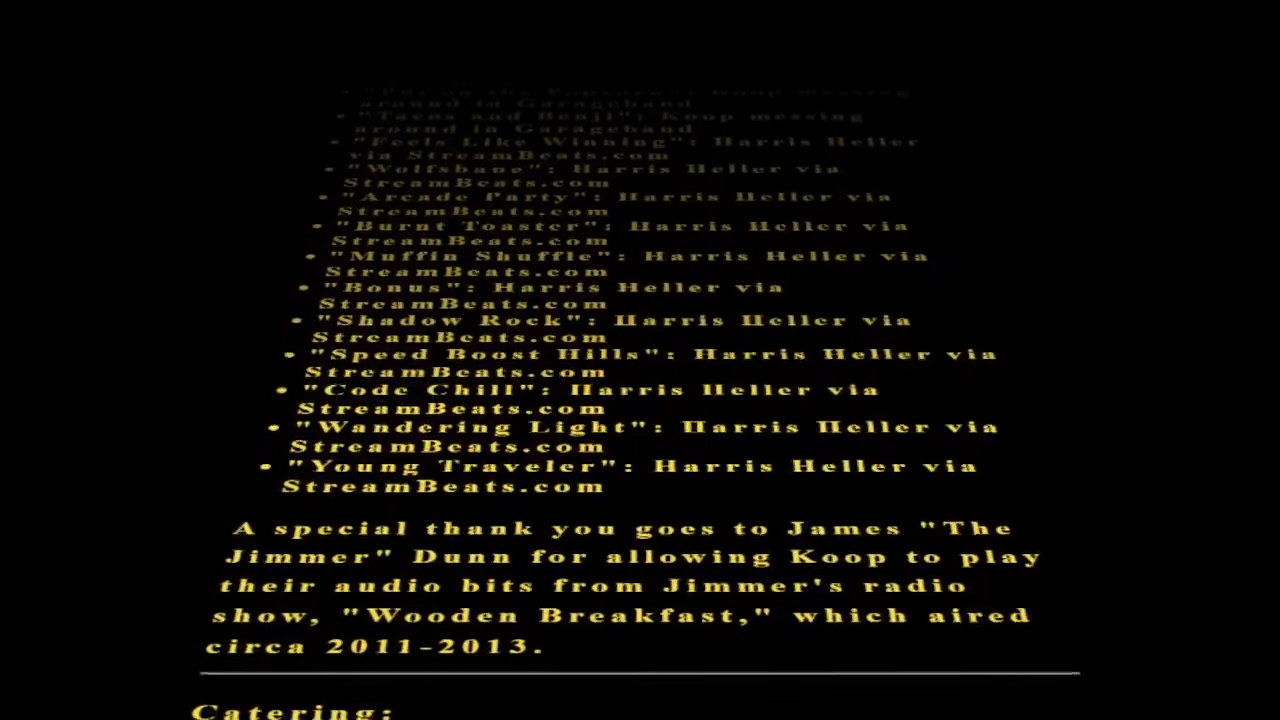 Koop messing
around in Garageband
• "Tacos and Benji": Koop messing
around in Garageband
• "Feels Like Winning": Harris Heller
via StreamBeats.com
• "Wolfsbane": Harris Heller via
StreamBeats.com
• "Arcade Party": Harris Heller via
StreamBeats.com
• "Burnt Toaster": Harris Heller via
StreamBeats.com
• "Muffin Shuffle": Harris Heller via
StreamBeats.com
• "Bonus": Harris Heller via
StreamBeats.com
• "Shadow Rock": Harris Heller via
StreamBeats.com
• "Speed Boost Hills": Harris Heller via
StreamBeats.com
• "Code Chill": Harris Heller via
StreamBeats.com
• "Wandering Light": Harris Heller via
StreamBeats.com
• "Young Traveler": Harris Heller via
StreamBeats.com
A special thank you goes to James "The
Jimmer" Dunn for allowing Koop to play
their audio bits from Jimmer's radio
show, "Wooden Breakfast," which aired
circa 2011-2013.
Catering: